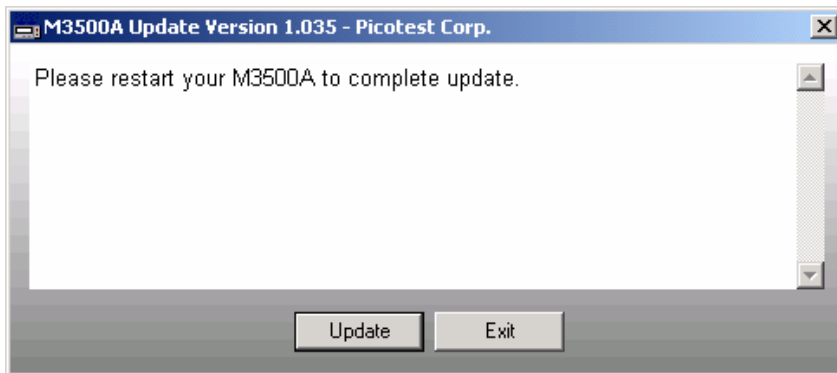 M3500A Update Version 1.035 - Picotest Corp.
Please restart your M3500A to complete update.
Update
Exit